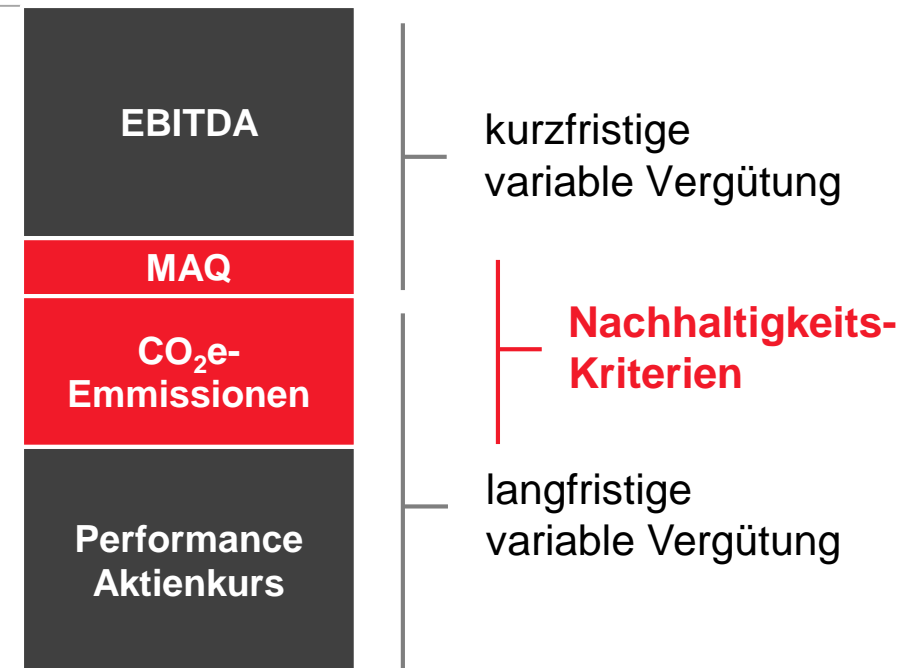 EBITDA
kurzfristige
variable Vergütung
MAQ
CO₂e-
Emmissionen
Nachhaltigkeits-
Kriterien
langfristige
variable Vergütung
Performance
Aktienkurs